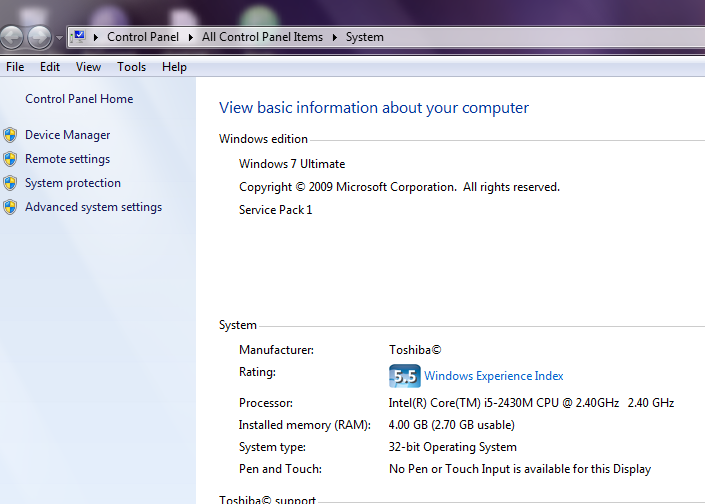 Control Panel All Control Panel Items System
File Edit View Tools Help
Control Panel Home
Device Manager
Remote settings
System protection
Advanced system settings
View basic information about your computer
Windows edition
Windows 7 Ultimate
Copyright © 2009 Microsoft Corporation. All rights reserved.
Service Pack 1
System
Manufacturer: Toshiba©
Rating: 5,5 Windows Experience Index
Processor: Intel(R) Core(TM) i5-2430M CPU @ 2.40GHz 2.40 GHz
Installed memory (RAM): 4.00 GB (2.70 GB usable)
System type: 32-bit Operating System
Pen and Touch: No Pen or Touch Input is available for this Display
Toshiba© support